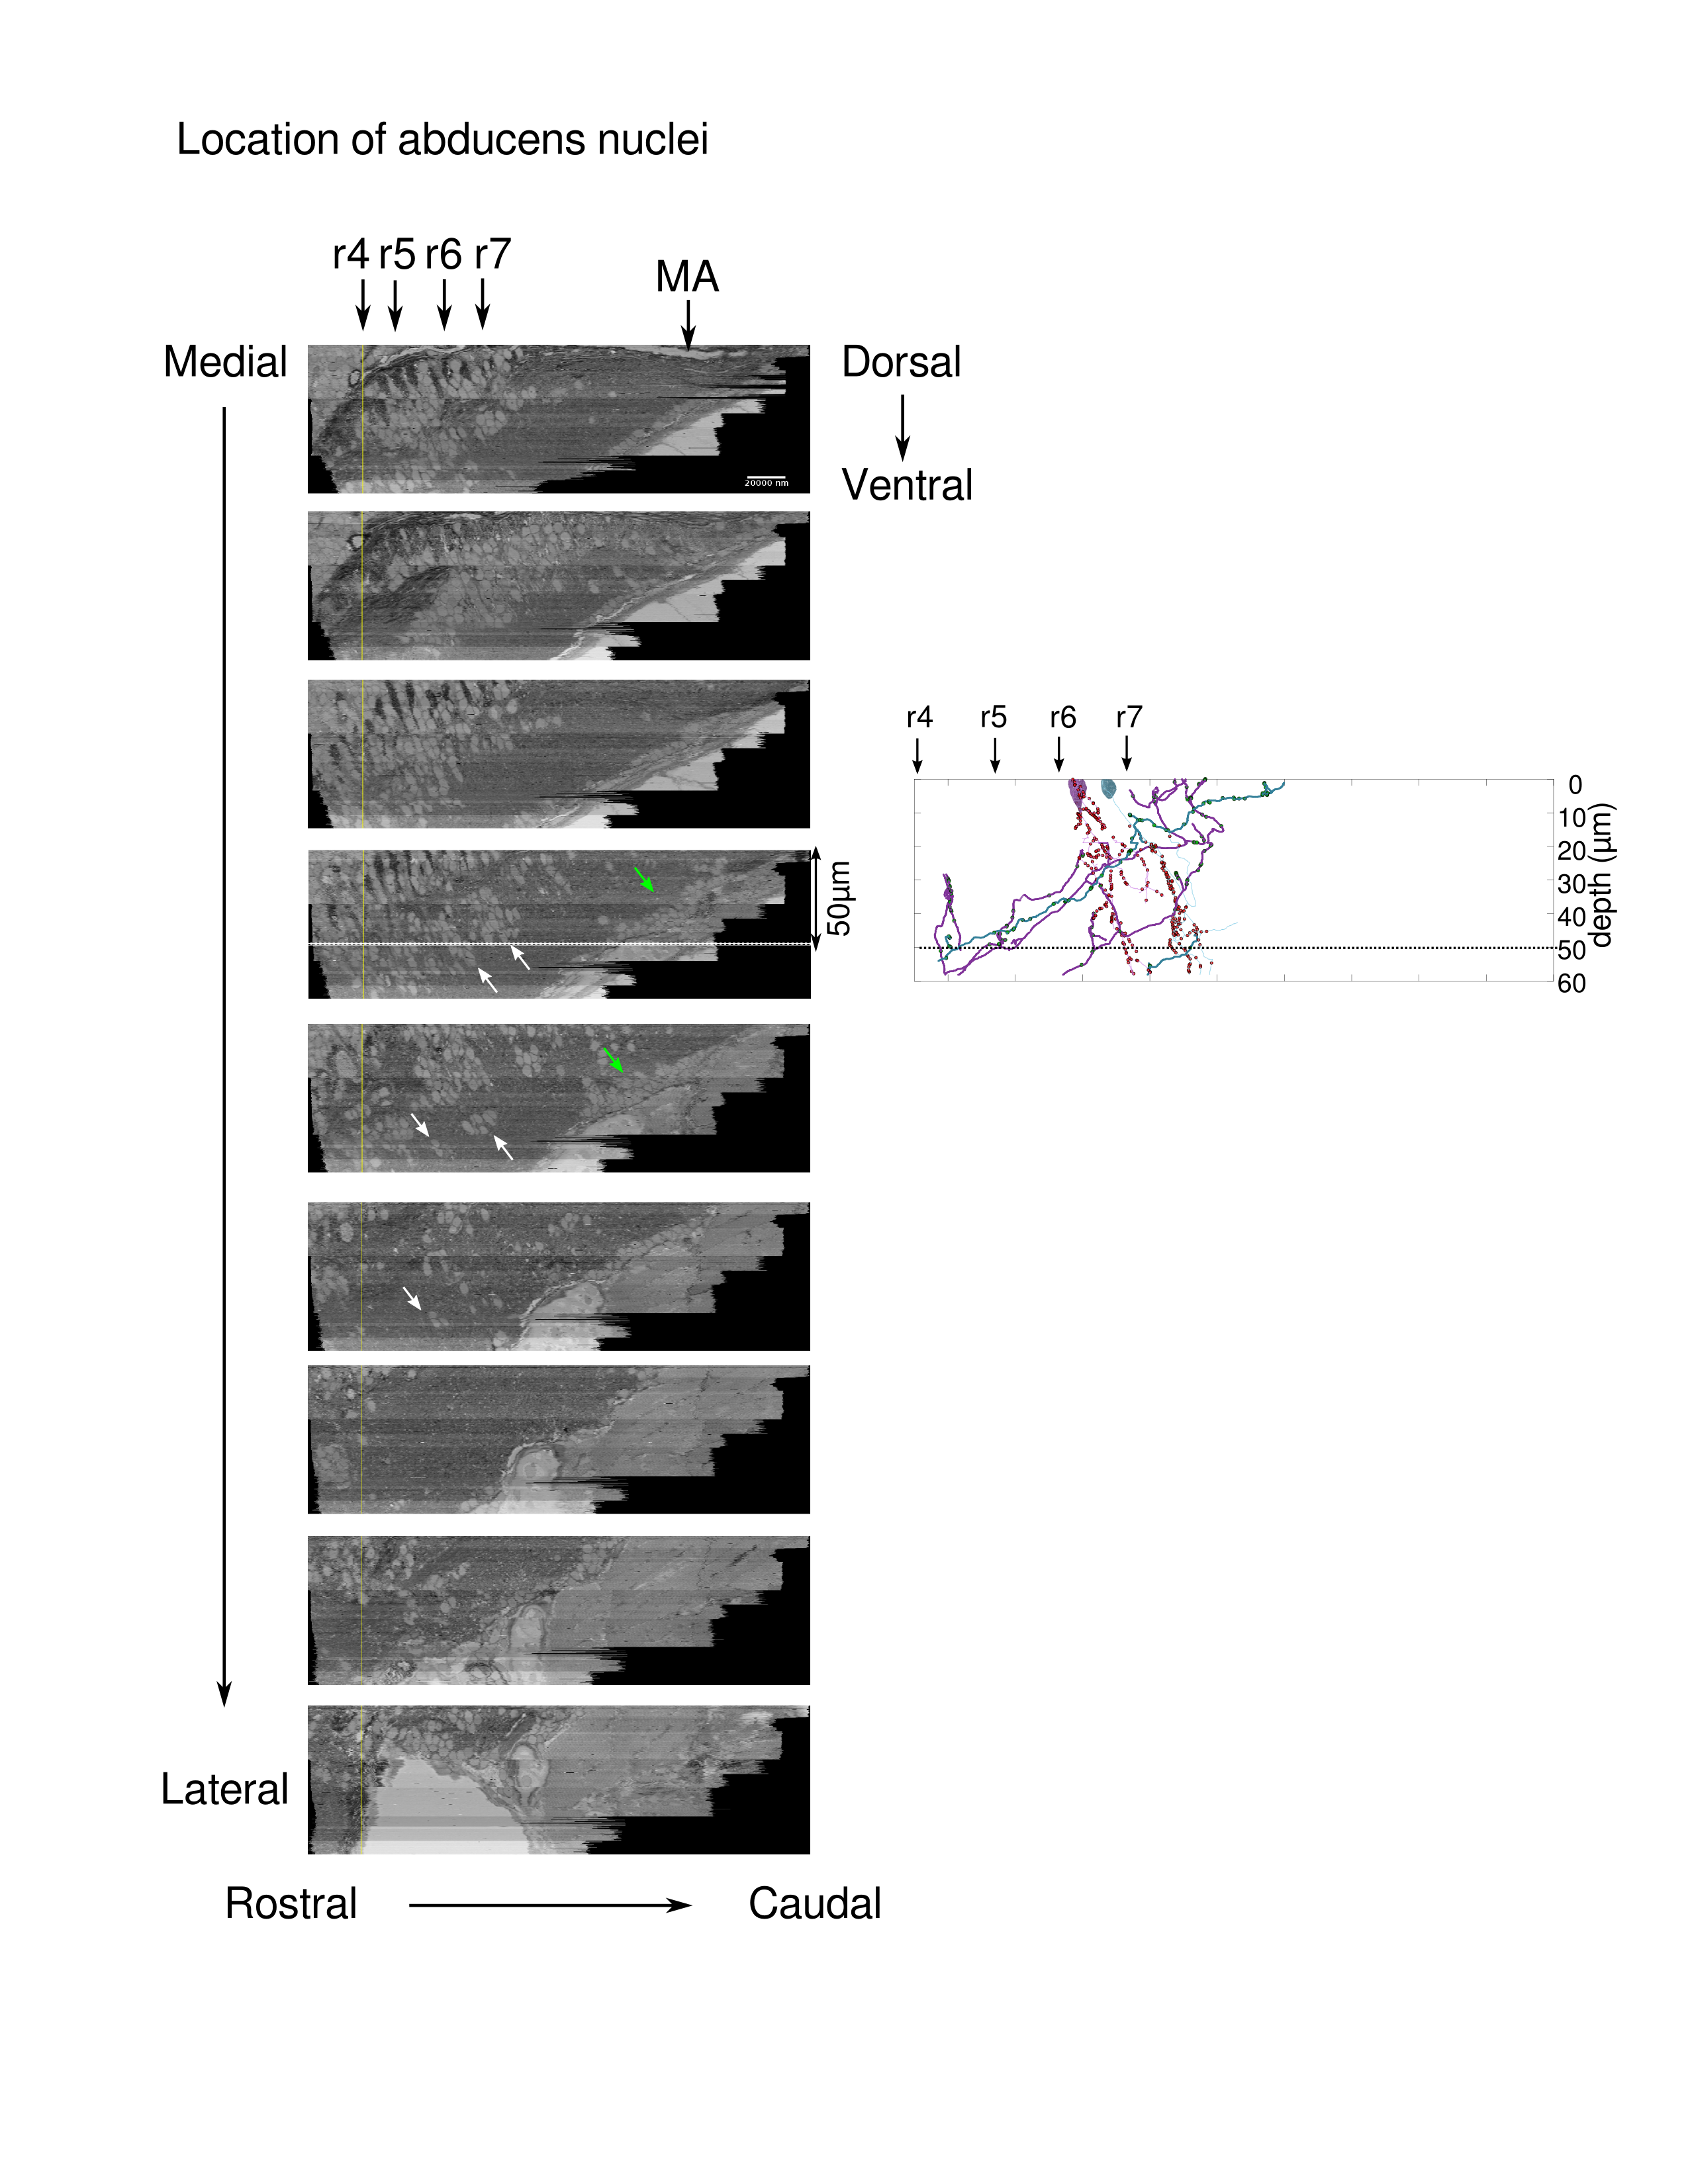 Location of abducens nuclei
r4 r5 r6 r7
MA
Medial
Dorsal
20000 nm
Ventral
r4 r5 r6 r7
0
10
20
30
40
50
60
depth (µm)
50µm
Lateral
Rostral
Caudal